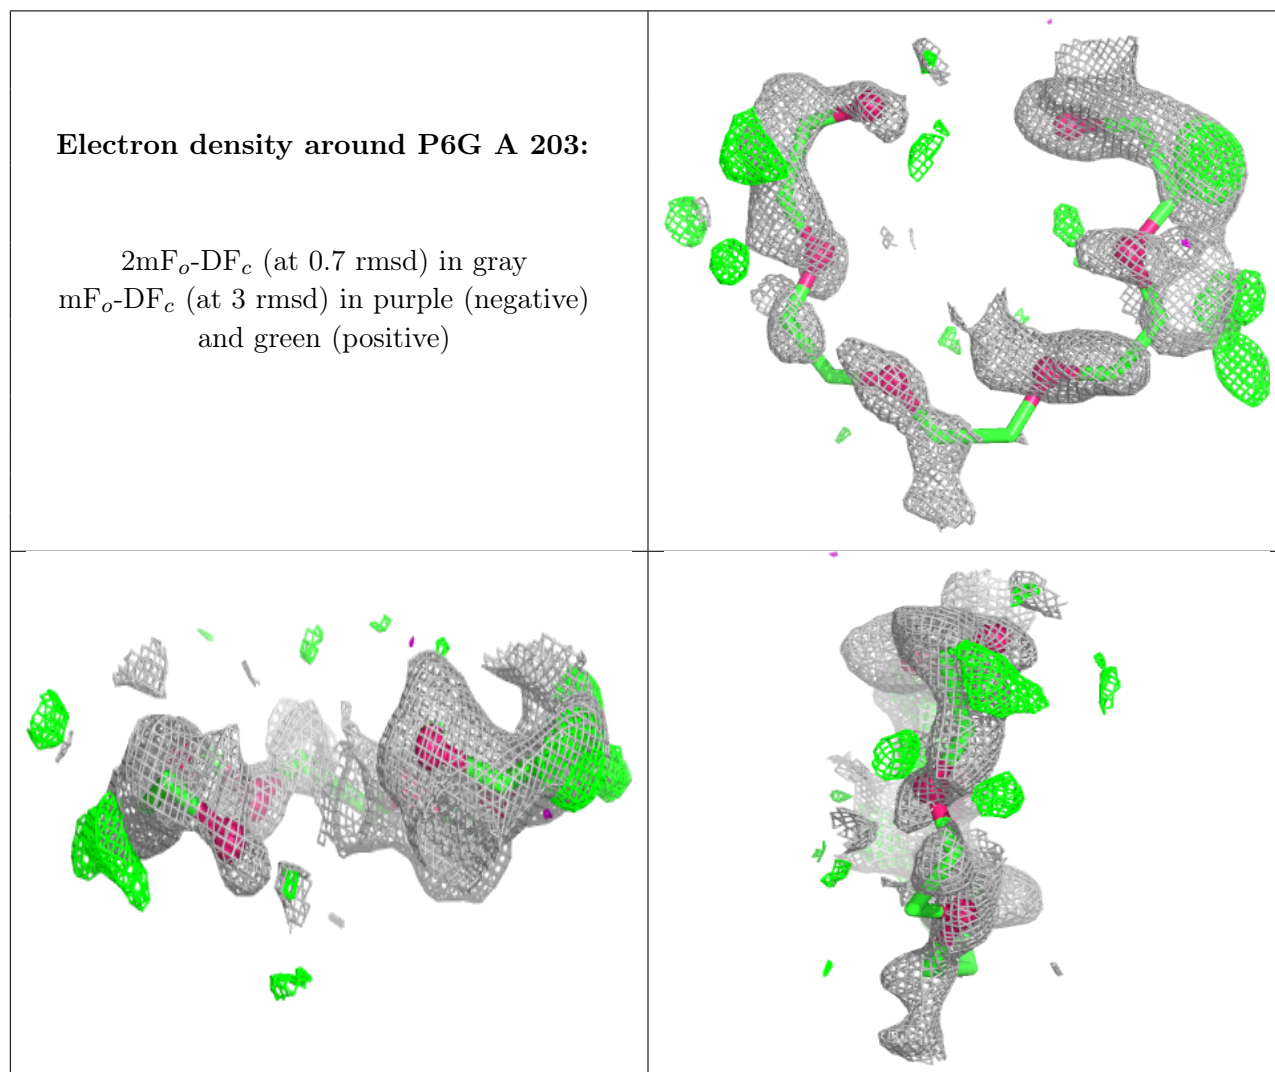 Electron density around P6G A 203:
2mFₒ-DF𝒸 (at 0.7 rmsd) in gray
mFₒ-DF𝒸 (at 3 rmsd) in purple (negative)
and green (positive)